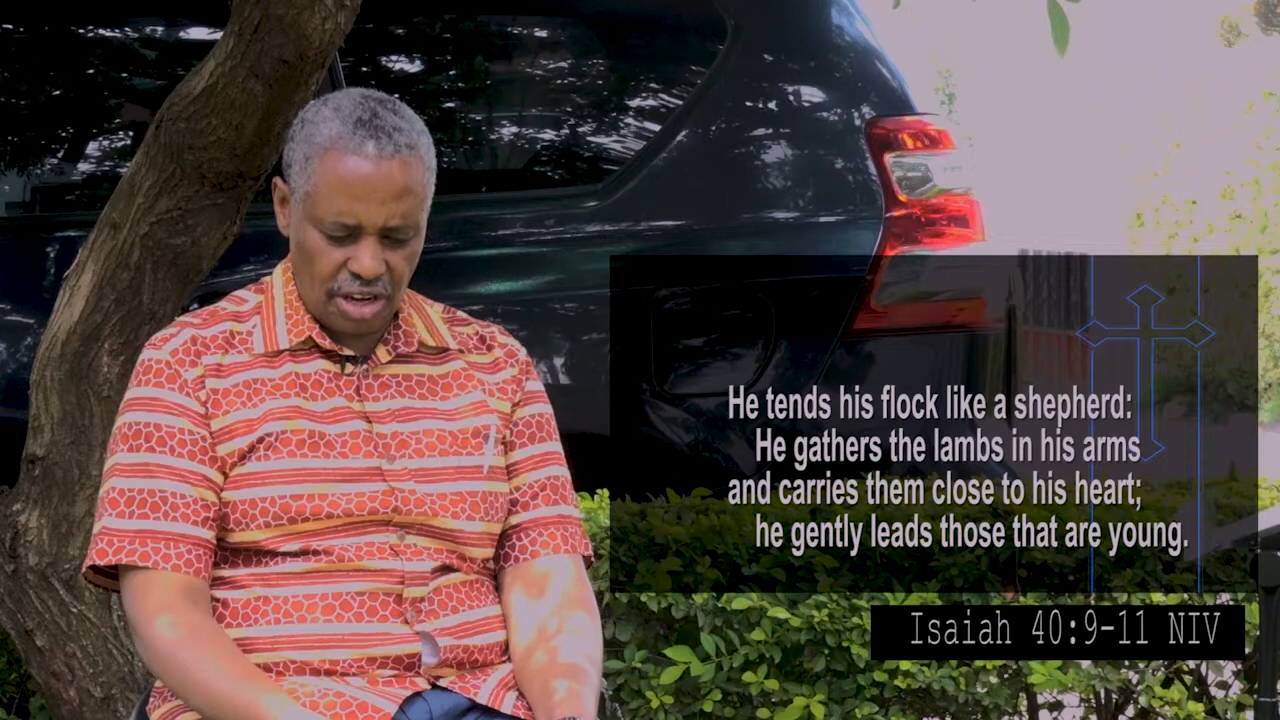 He tends his flock like a shepherd:
He gathers the lambs in his arms
and carries them close to his heart;
he gently leads those that are young.
Isaiah 40:9-11 NIV